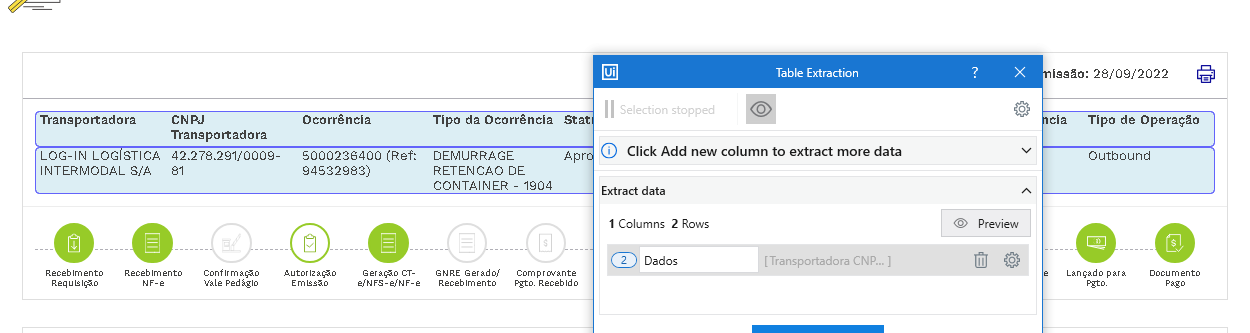 Ui Table Extraction ?
missão: 28/09/2022
Selection stopped
Transportadora CNPJ Transportadora Ocorrência Tipo da Ocorrência Stat ncia Tipo de Operação
Click Add new column to extract more data
LOG-IN LOGÍSTICA INTERMODAL S/A 42.278.291/0009-81 5000236400 (Ref: 94532983) DEMURRAGE RETENCAO DE CONTAINER - 1904 Apro Outbound
Extract data
1 Columns 2 Rows Preview
2 Dados [Transportadora CNP... ]
Recebimento Requisição
Recebimento NF-e
Confirmação Vale Pedágio
Autorização Emissão
Geração CT-e/NFS-e/NF-e
GNRE Gerado/ Recebimento
Comprovante Pgto. Recebido
e
Lançado para Pgto.
Documento Pago